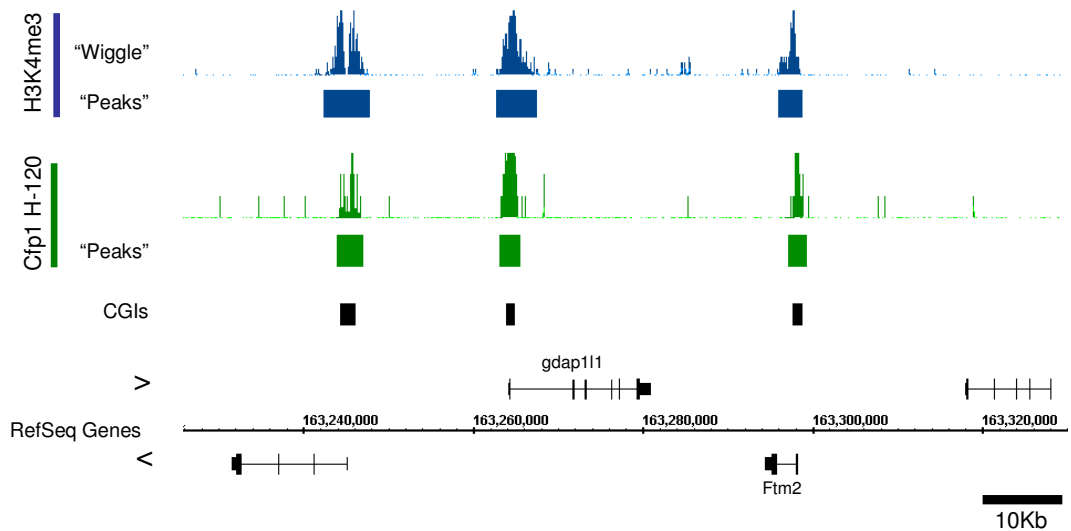 H3K4me3
“Wiggle”
“Peaks”
Cfp1 H-120
“Peaks”
CGIs
gdap1l1
>
163,240,000 163,260,000 163,280,000 163,300,000 163,320,000
RefSeq Genes
<
Ftm2
10Kb